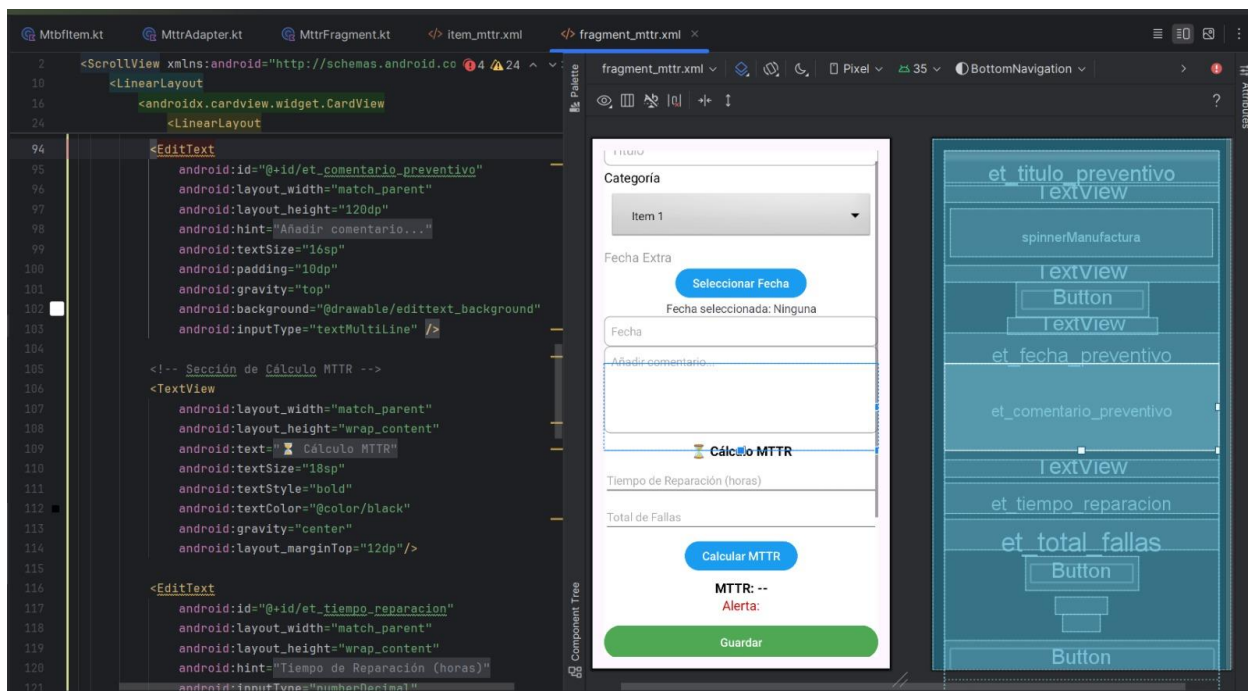 MtbfItem.kt
MttrAdapter.kt
MttrFragment.kt
</> item_mttr.xml
</> fragment_mttr.xml ×
2 <ScrollView xmlns:android="http://schemas.android.co 4 24
10 <LinearLayout
16 <androidx.cardview.widget.CardView
24 <LinearLayout
94 <EditText
95 android:id="@+id/et_comentario_preventivo"
96 android:layout_width="match_parent"
97 android:layout_height="120dp"
98 android:hint="Añadir comentario..."
99 android:textSize="16sp"
100 android:padding="10dp"
101 android:gravity="top"
102 android:background="@drawable/edittext_background"
103 android:inputType="textMultiLine" />
104
105 <!-- Sección de Cálculo MTTR -->
106 <TextView
107 android:layout_width="match_parent"
108 android:layout_height="wrap_content"
109 android:text="⏳ Cálculo MTTR"
110 android:textSize="18sp"
111 android:textStyle="bold"
112 android:textColor="@color/black"
113 android:gravity="center"
114 android:layout_marginTop="12dp"/>
115
116 <EditText
117 android:id="@+id/et_tiempo_reparacion"
118 android:layout_width="match_parent"
119 android:layout_height="wrap_content"
120 android:hint="Tiempo de Reparación (horas)"
121 android:inputType="numberDecimal"
Palette
Component Tree
fragment_mttr.xml
Pixel
35
BottomNavigation
?
Attributes
Título
Categoría
Item 1
Fecha Extra
Seleccionar Fecha
Fecha seleccionada: Ninguna
Fecha
Añadir comentario...
⏳ Cálculo MTTR
Tiempo de Reparación (horas)
Total de Fallas
Calcular MTTR
MTTR: --
Alerta:
Guardar
et_titulo_preventivo
TextView
spinnerManufactura
TextView
Button
TextView
et_fecha_preventivo
et_comentario_preventivo
TextView
et_tiempo_reparacion
et_total_fallas
Button
Button